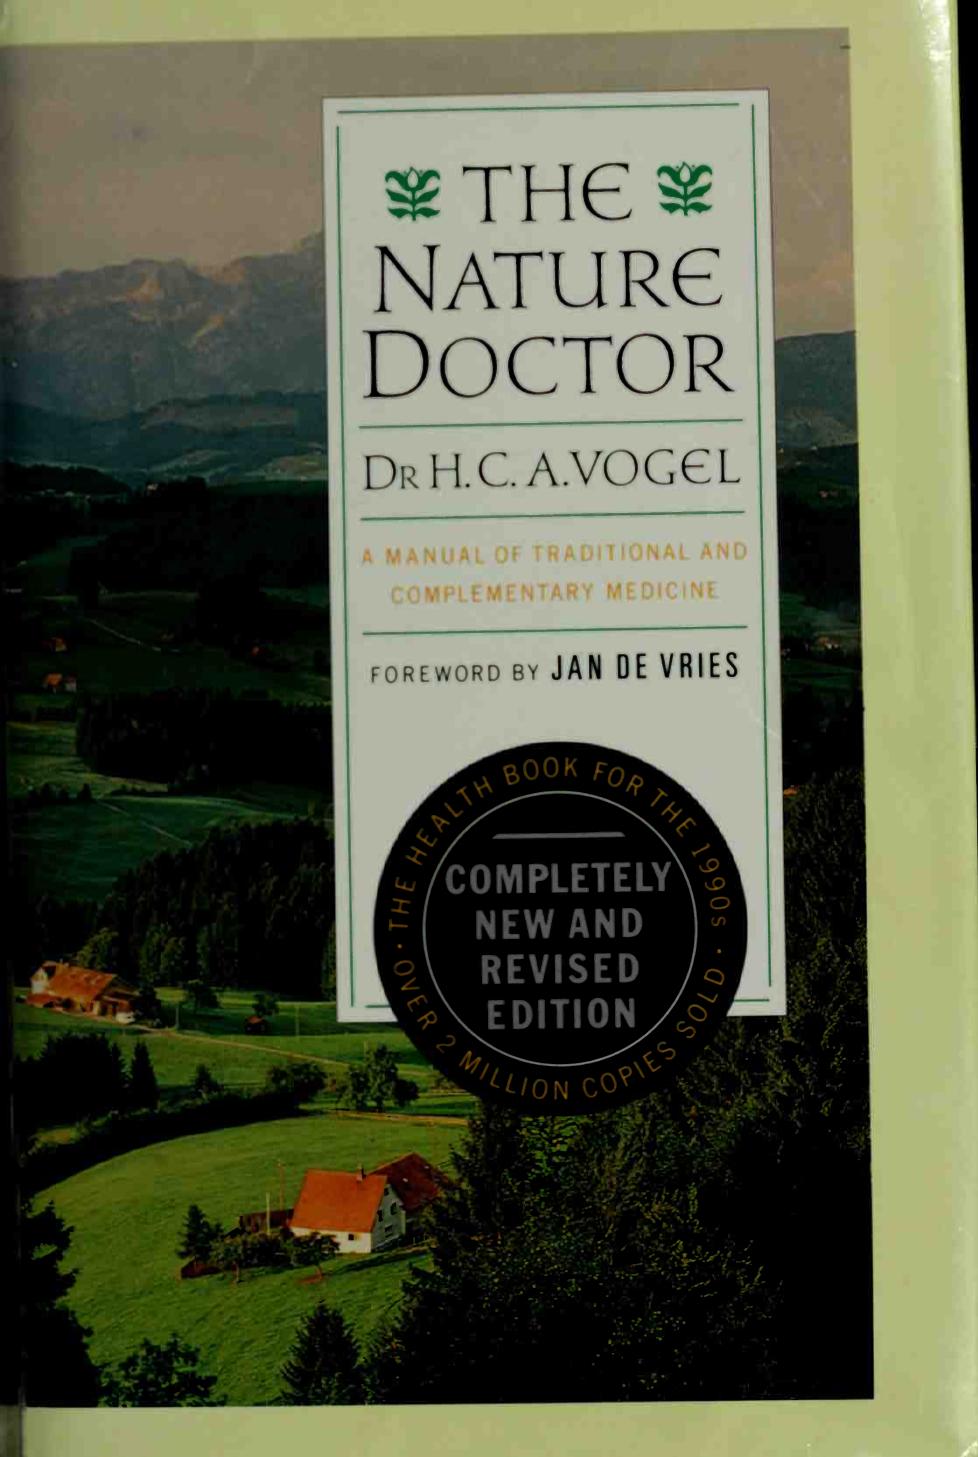 THE
NATURE
DOCTOR
DR H. C. A. VOGEL
A MANUAL OF TRADITIONAL AND
COMPLEMENTARY MEDICINE
FOREWORD BY JAN DE VRIES
· THE HEALTH BOOK FOR THE 1990s ·
COMPLETELY
NEW AND
REVISED
EDITION
OVER 2 MILLION COPIES SOLD